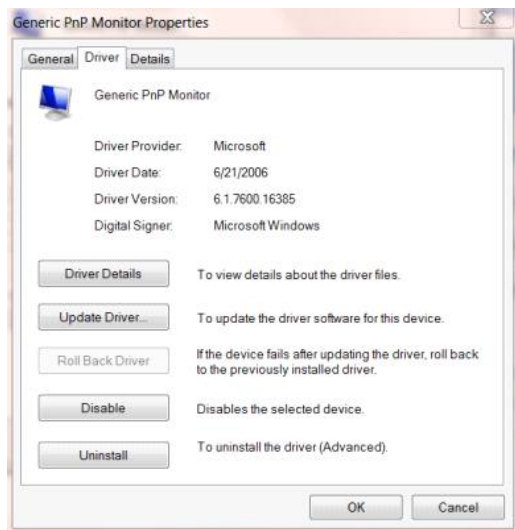 Generic PnP Monitor Properties
General Driver Details
Generic PnP Monitor
Driver Provider: Microsoft
Driver Date: 6/21/2006
Driver Version: 6.1.7600.16385
Digital Signer: Microsoft Windows
Driver Details To view details about the driver files.
Update Driver... To update the driver software for this device.
Roll Back Driver If the device fails after updating the driver, roll back
to the previously installed driver.
Disable Disables the selected device.
Uninstall To uninstall the driver (Advanced).
OK Cancel